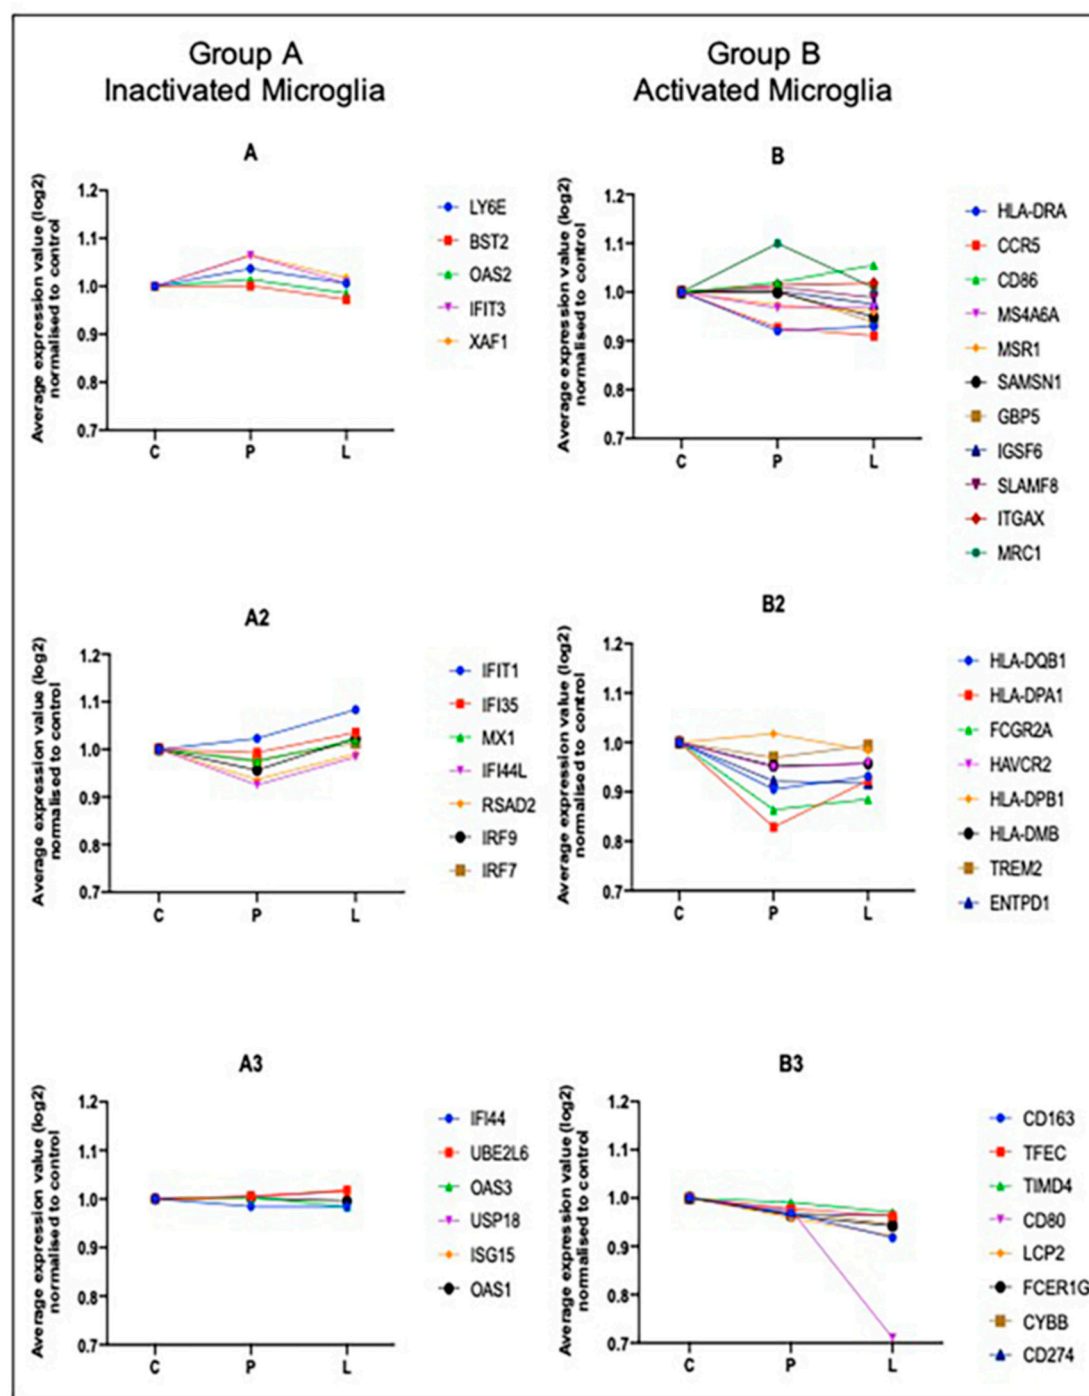 Group A
Inactivated Microglia
Group B
Activated Microglia
A
Average expression value (log2)
normalised to control
1.2
1.1
1.0
0.9
0.8
0.7
C P L
LY6E
BST2
OAS2
IFIT3
XAF1
B
Average expression value (log2)
normalised to control
1.2
1.1
1.0
0.9
0.8
0.7
C P L
HLA-DRA
CCR5
CD86
MS4A6A
MSR1
SAMSN1
GBP5
IGSF6
SLAMF8
ITGAX
MRC1
A2
Average expression value (log2)
normalised to control
1.2
1.1
1.0
0.9
0.8
0.7
C P L
IFIT1
IFI35
MX1
IFI44L
RSAD2
IRF9
IRF7
B2
Average expression value (log2)
normalised to control
1.2
1.1
1.0
0.9
0.8
0.7
C P L
HLA-DQB1
HLA-DPA1
FCGR2A
HAVCR2
HLA-DPB1
HLA-DMB
TREM2
ENTPD1
A3
Average expression value (log2)
normalised to control
1.2
1.1
1.0
0.9
0.8
0.7
C P L
IFI44
UBE2L6
OAS3
USP18
ISG15
OAS1
B3
Average expression value (log2)
normalised to control
1.2
1.1
1.0
0.9
0.8
0.7
C P L
CD163
TFEC
TIMD4
CD80
LCP2
FCER1G
CYBB
CD274